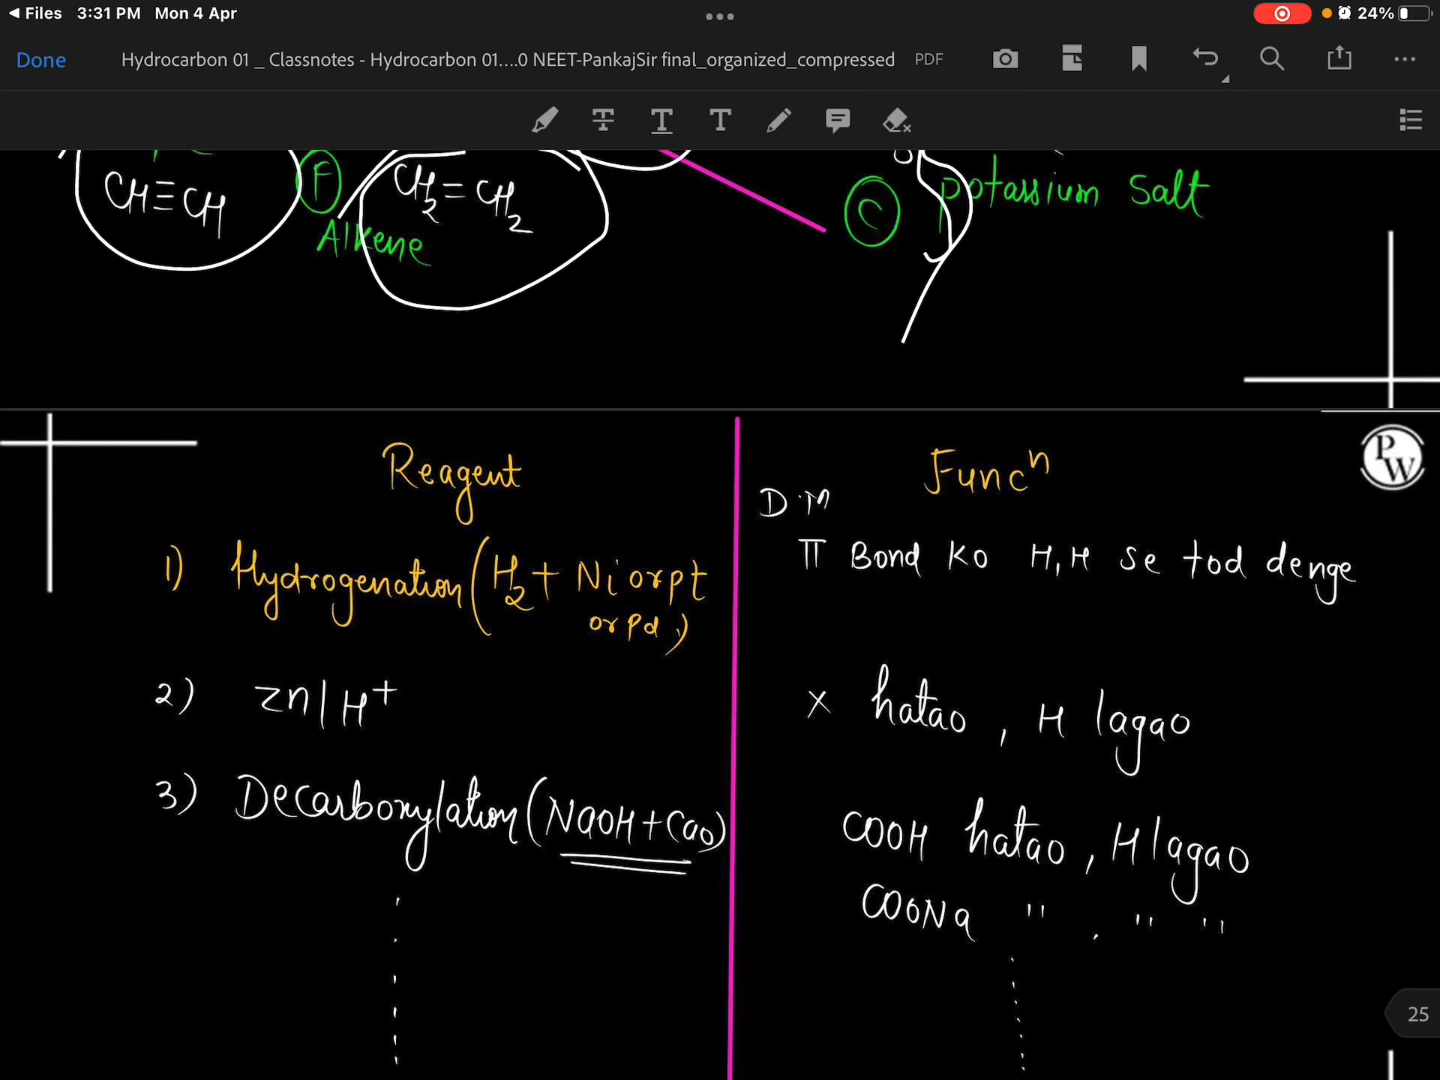 Files 3:31 PM Mon 4 Apr 24%
Done Hydrocarbon 01 _ Classnotes - Hydrocarbon 01....0 NEET-PankajSir final_organized_compressed PDF
T T T
CH≡CH F CH₂=CH₂ C potassium salt
Alkene
Reagent Funcⁿ
PW
D.M
1) Hydrogenation (H₂ + Ni or pt π Bond ko H, H se tod denge
or pd)
2) Zn/H⁺ X hatao, H lagao
3) Decarboxylation (NaOH + CaO) COOH hatao, H lagao
COONa " , " "
25